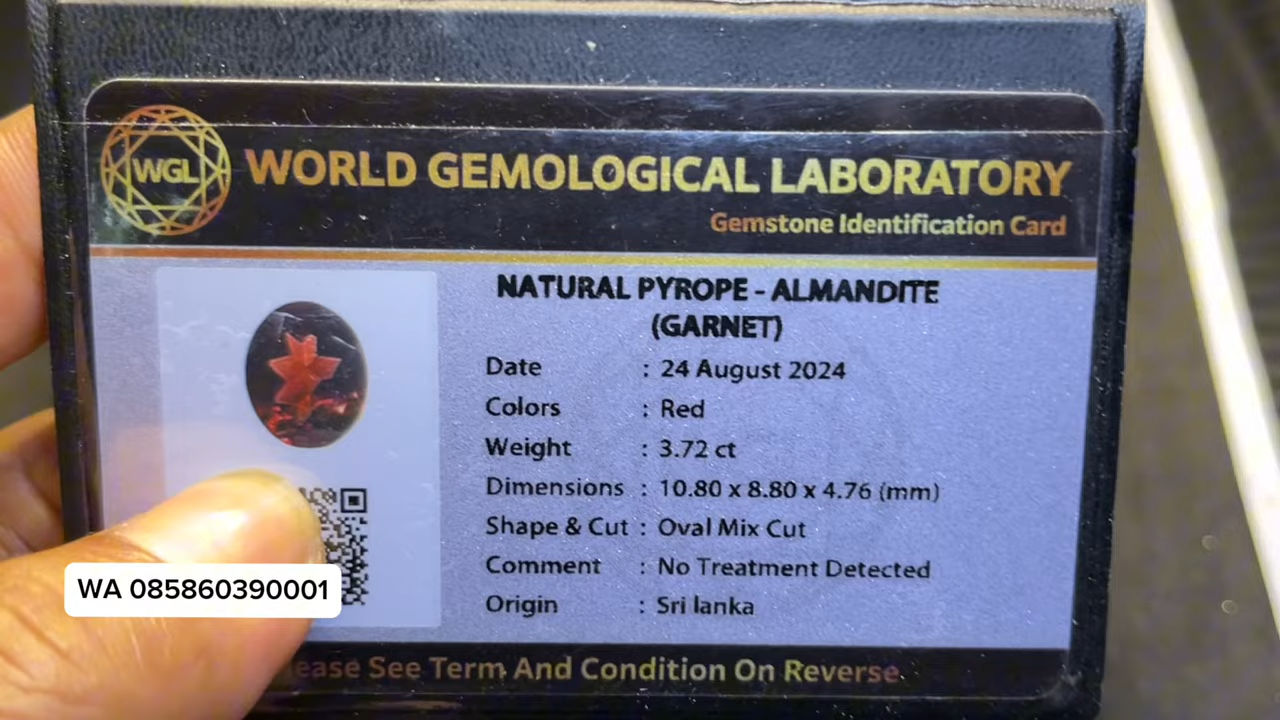 WGL
WORLD GEMOLOGICAL LABORATORY
Gemstone Identification Card
NATURAL PYROPE - ALMANDITE
(GARNET)
Date : 24 August 2024
Colors : Red
Weight : 3.72 ct
Dimensions : 10.80 x 8.80 x 4.76 (mm)
Shape & Cut : Oval Mix Cut
Comment : No Treatment Detected
Origin : Sri lanka
WA 085860390001
See Term And Condition On Reverse